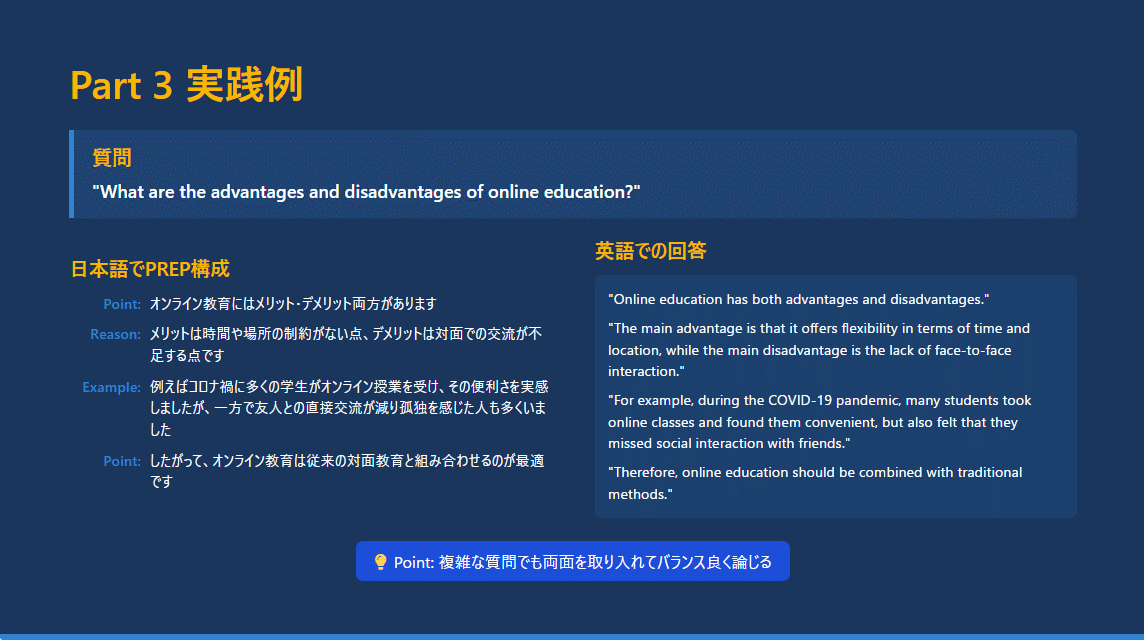 Part 3 実践例
質問
"What are the advantages and disadvantages of online education?"
日本語でPREP構成
Point: オンライン教育にはメリット・デメリット両方があります
Reason: メリットは時間や場所の制約がない点、デメリットは対面での交流が不
足する点です
Example: 例えばコロナ禍に多くの学生がオンライン授業を受け、その便利さを実感
しましたが、一方で友人との直接交流が減り孤独を感じた人も多くいま
した
Point: したがって、オンライン教育は従来の対面教育と組み合わせるのが最適
です
英語での回答
"Online education has both advantages and disadvantages."
"The main advantage is that it offers flexibility in terms of time and
location, while the main disadvantage is the lack of face-to-face
interaction."
"For example, during the COVID-19 pandemic, many students took
online classes and found them convenient, but also felt that they
missed social interaction with friends."
"Therefore, online education should be combined with traditional
methods."
Point: 複雑な質問でも両面を取り入れてバランス良く論じる